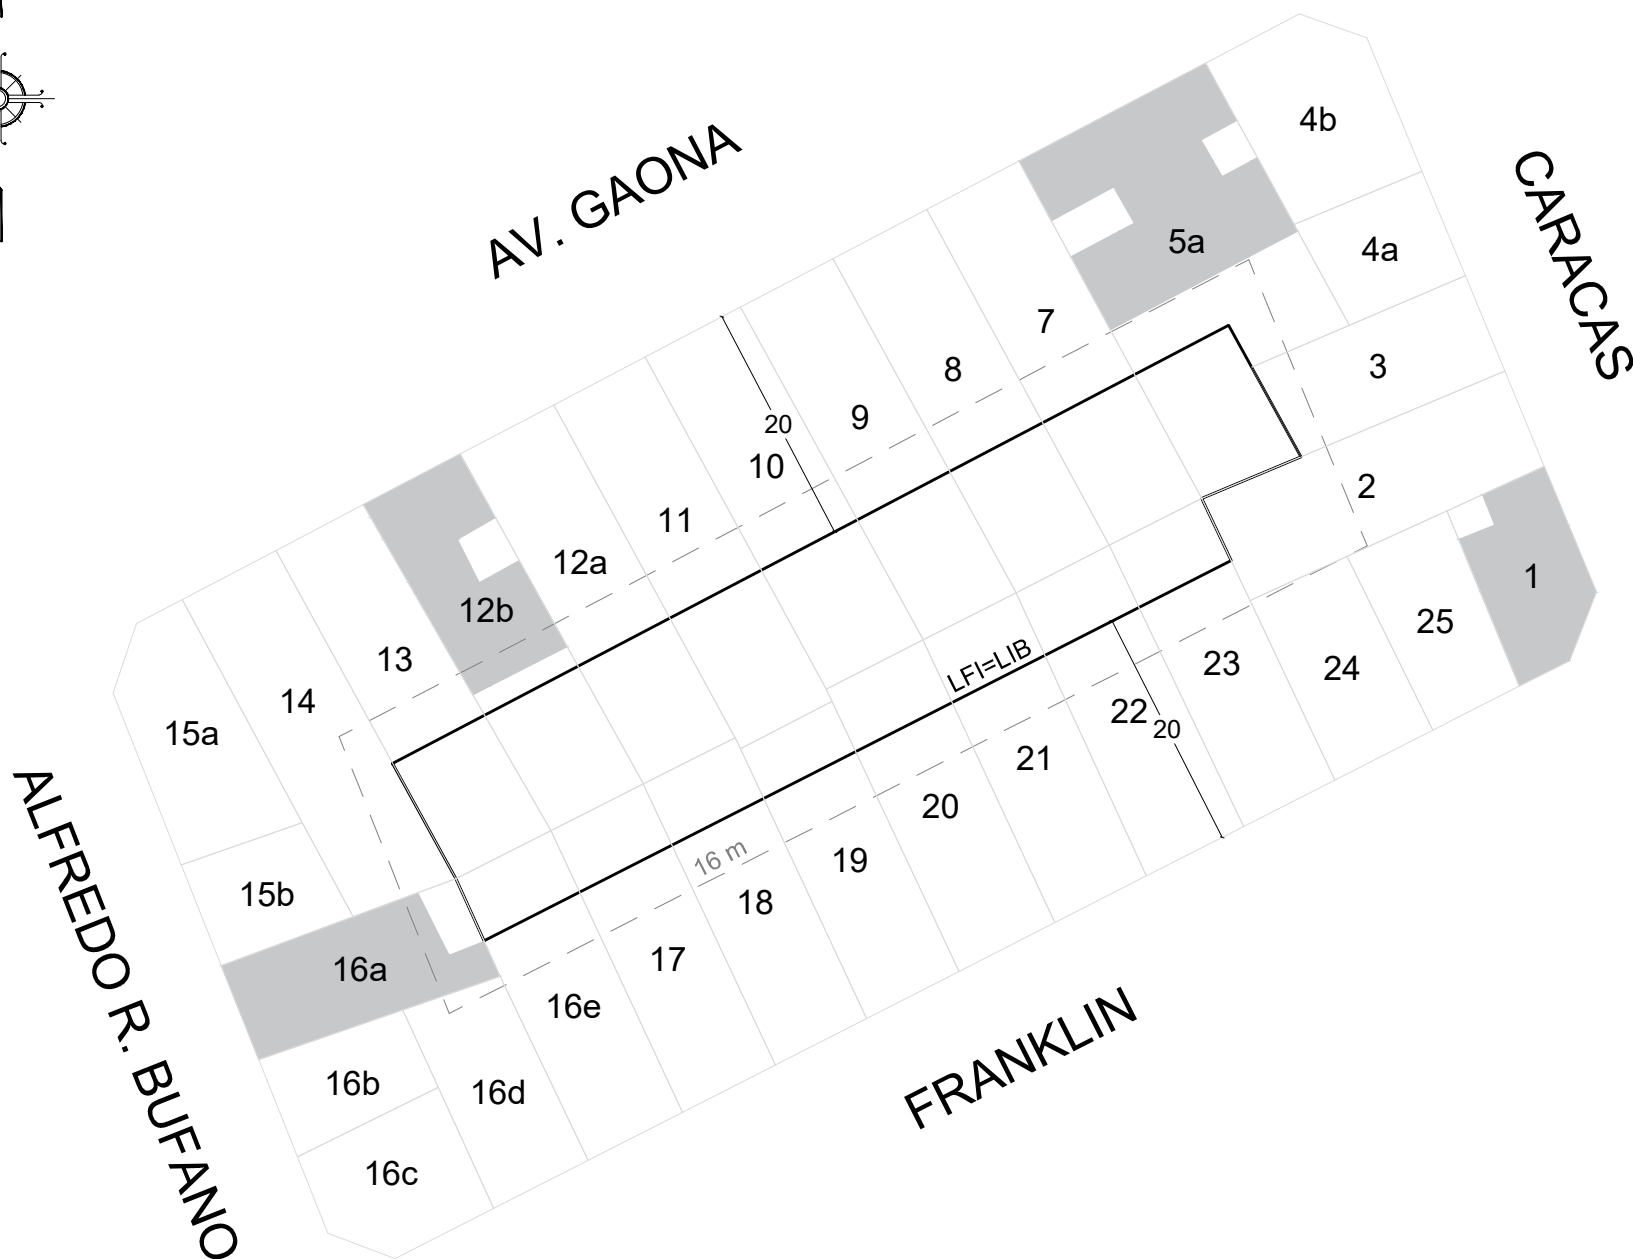 AV. GAONA
CARACAS
4b
4a
5a
3
7
8
9
20
10
2
11
12a
1
12b
25
13
LFI=LIB
23
24
14
22
20
15a
21
20
16 m
19
15b
18
17
16a
16e
ALFREDO R. BUFANO
FRANKLIN
16b
16d
16c